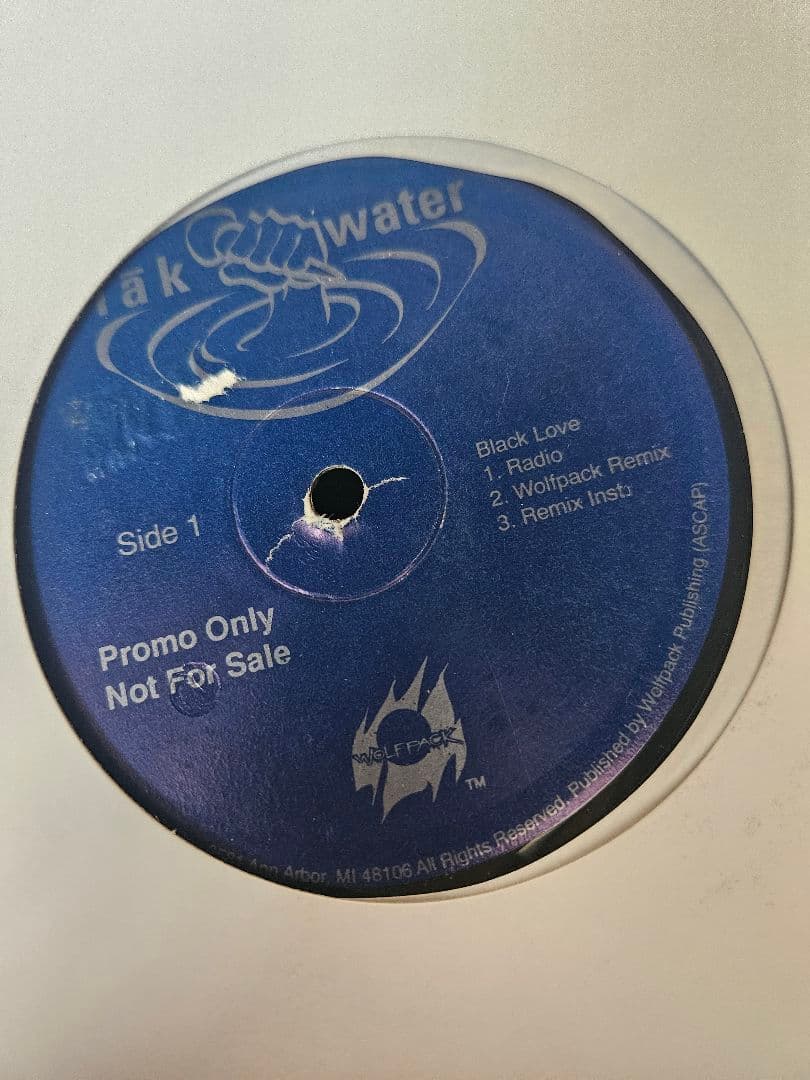 rāk water
Black Love
1. Radio
2. Wolfpack Remix
3. Remix Inst.
Side 1
Promo Only
Not For Sale
WOLFPACK
TM
Ann Arbor, MI 48106 All Rights Reserved. Published by Wolfpack Publishing (ASCAP)